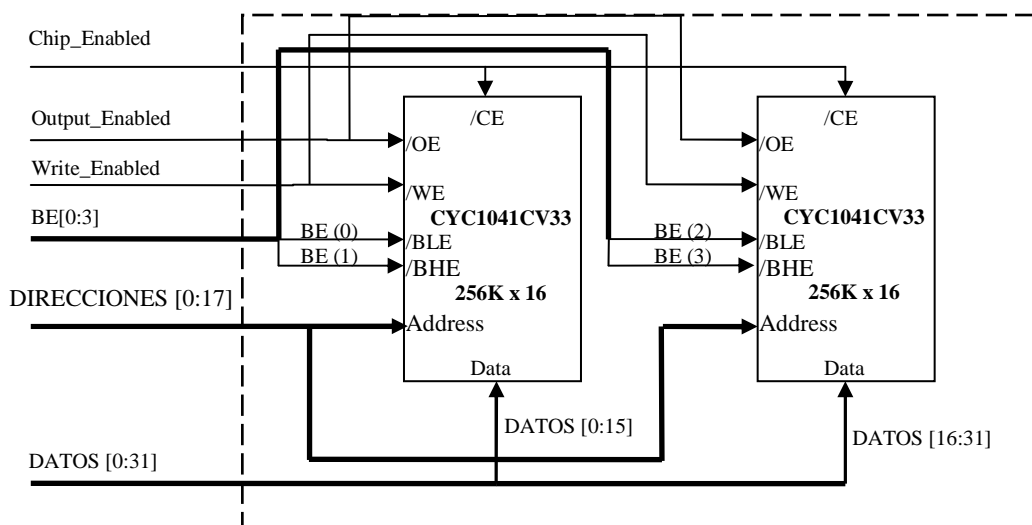 Chip_Enabled
Output_Enabled
Write_Enabled
BE[0:3]
DIRECCIONES [0:17]
DATOS [0:31]
/CE
/OE
/WE
CYC1041CV33
BE (0)
/BLE
BE (1)
/BHE
256K x 16
Address
Data
DATOS [0:15]
/CE
/OE
/WE
CYC1041CV33
BE (2)
/BLE
BE (3)
/BHE
256K x 16
Address
Data
DATOS [16:31]